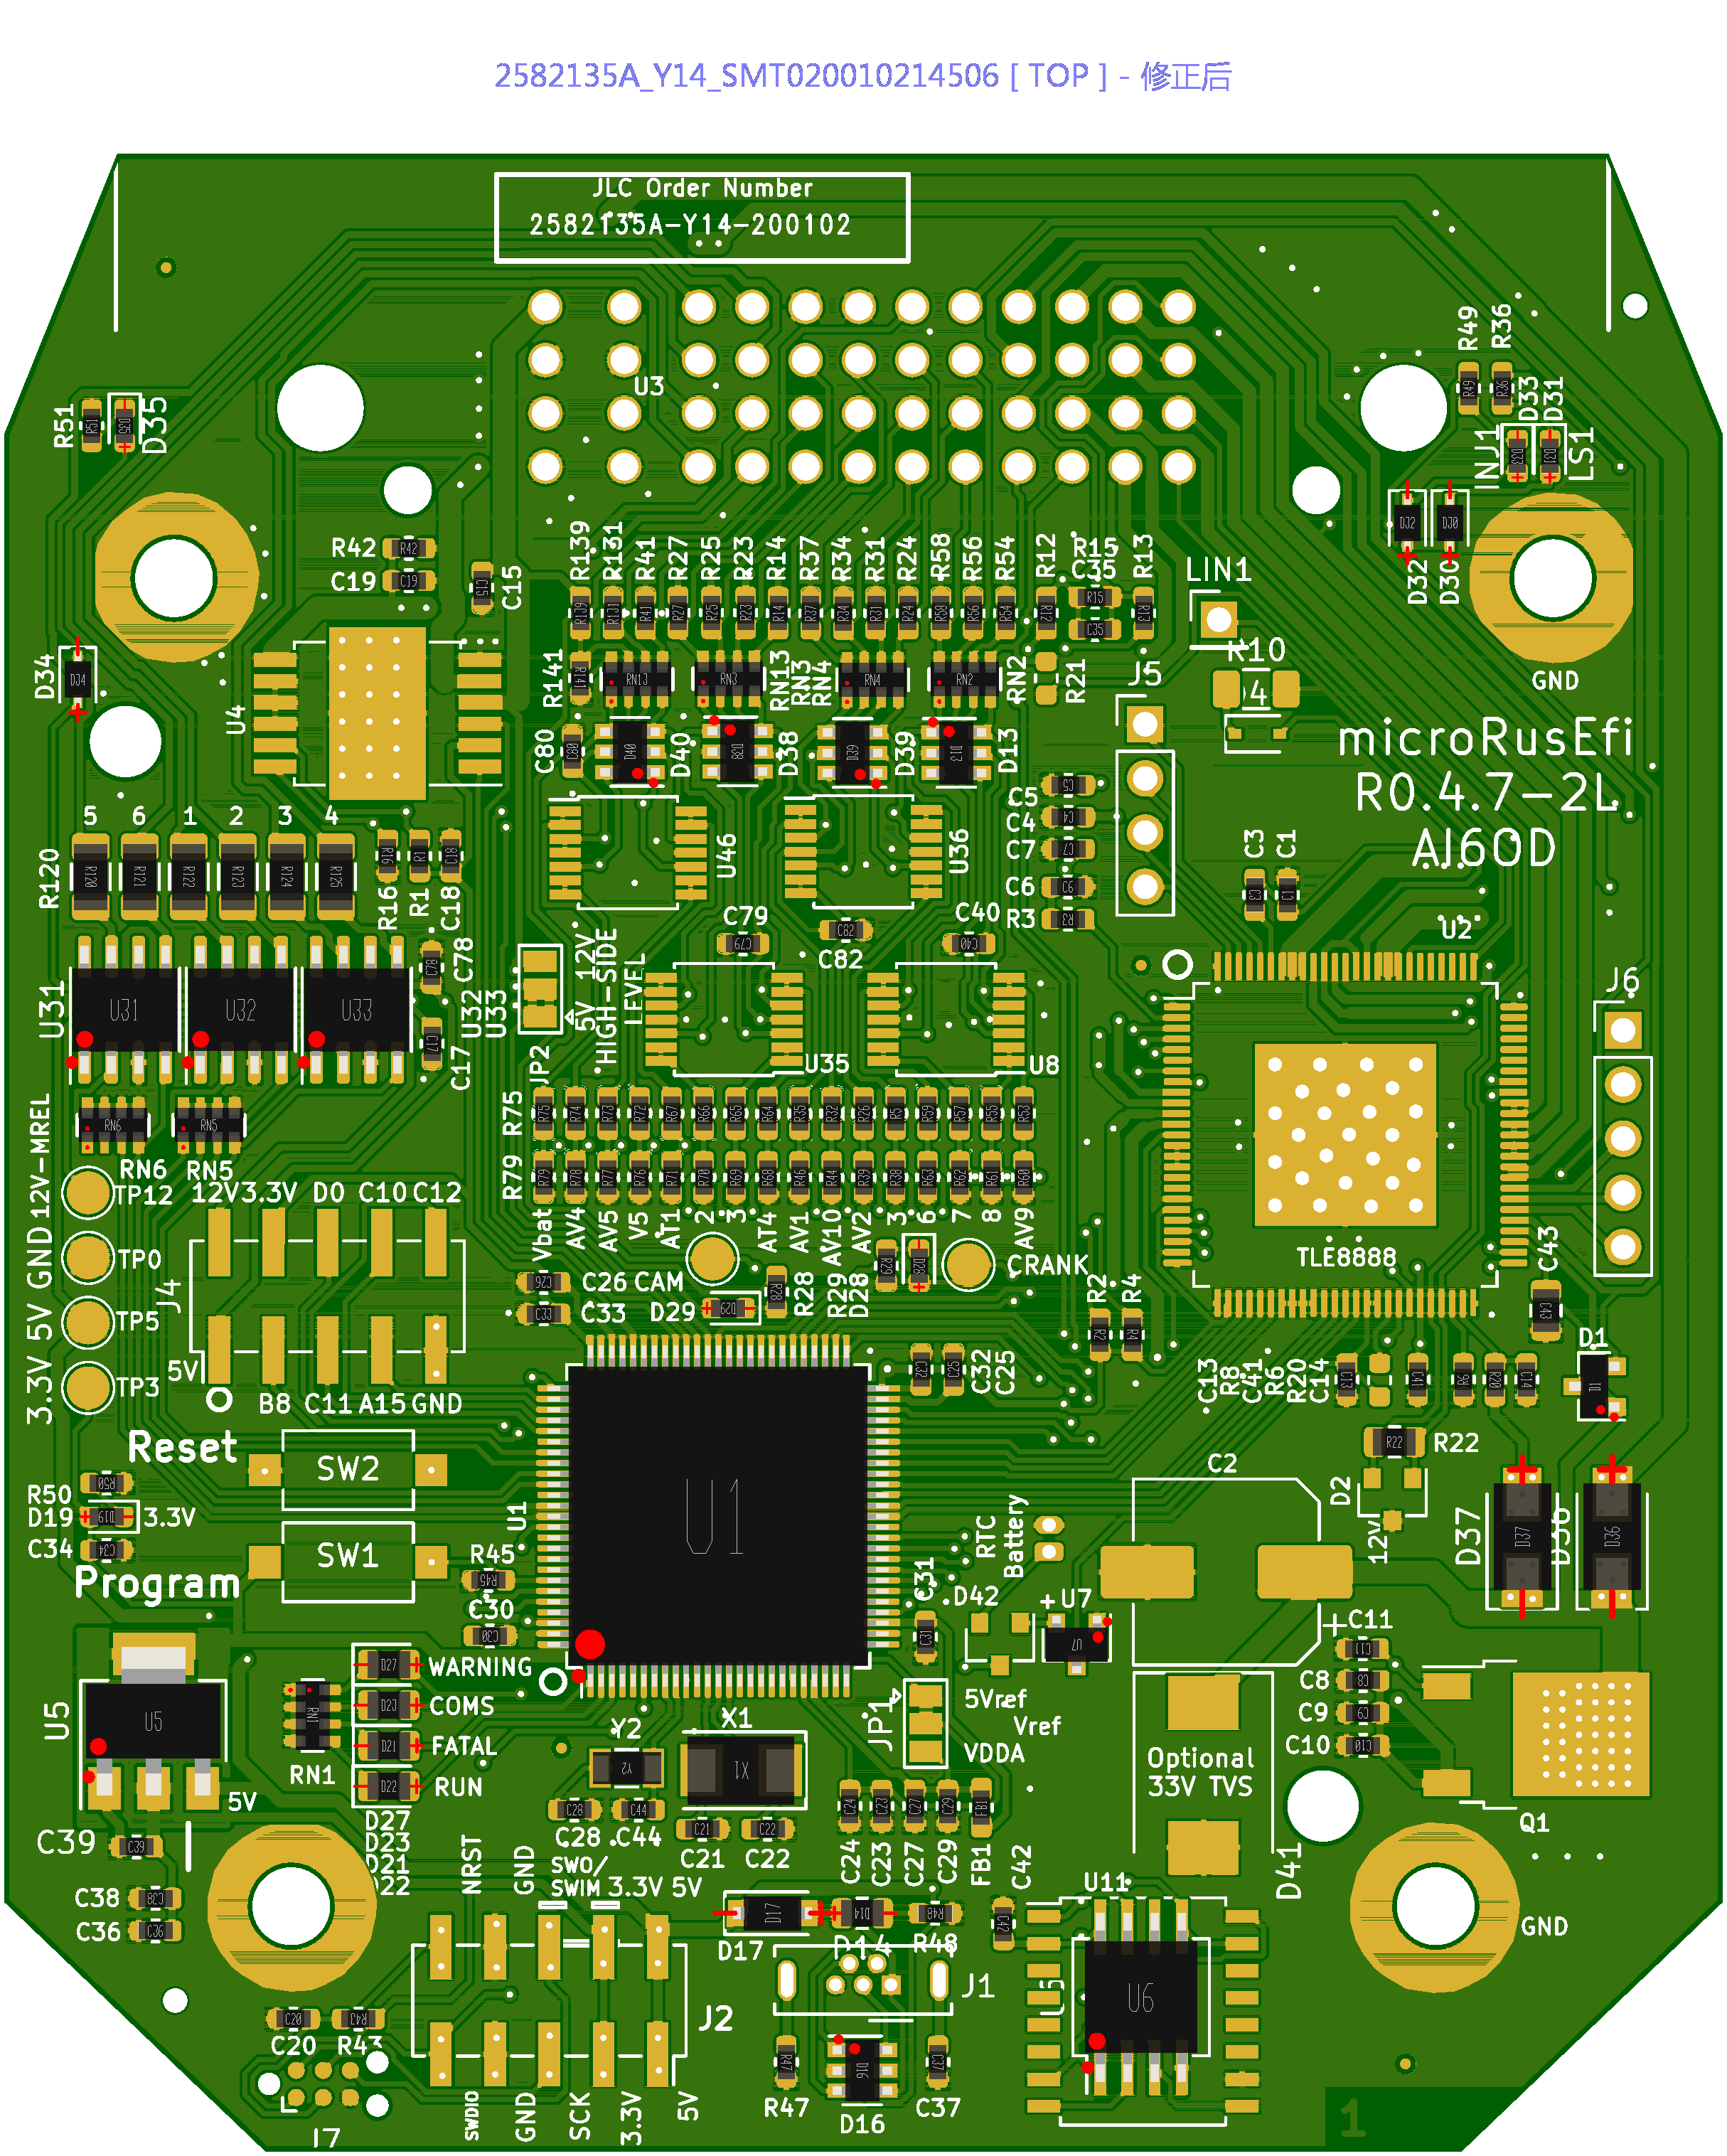 2582135A_Y14_SMT020010214506 [ TOP ] - 修正后
JLC Order Number
2582135A-Y14-200102
U3
R49 R36
R51 D35
D33 D31
INJ1 LS1
D32 D30
R42
C19
C15
R139 R131 R41 R27 R25 R23 R14 R37 R34 R31 R24 R58 R56 R54 R12 R15 R13
C35
LIN1
R10
GND
D34
U4
R141
RN13 RN3 RN4 RN2
R21
J5
microRusEfi
R0.4.7-2L
AJ6OD
C80 D40 D38 D39 D13
5 6 1 2 3 4
C5
C4
C7
C6
R3
U46 U36
C3 C1
R120
R16 R1 C18
C79 C82 C40
U2
U31 U32 U33
C78
C17
5V 12V
HIGH-SIDE
LEVEL
JP2
U35 U8
J6
12V-MREL
R75
RN6 RN5
R79
TP12
TP0
TP5
TP3
3.3V 5V GND
12V 3.3V D0 C10 C12
J4
5V
B8 C11 A15 GND
Vbat AV4 AV5 V5 AT1 2 3 AT4 AV1 AV10 AV2 3 6 7 8 AV9
TLE8888
C43
C26 CAM
C33
D29
R28 R29 D28
CRANK
R2 R4
D1
C32 C25
C13 R8 C41 R6 R20 C14
R22
Reset
SW2
R50
D19 3.3V
C34
SW1
Program
U1
R45
C30
RTC
Battery
C31
D42
+ U7
C2
D2
12V
D37 D36
WARNING
COMS
FATAL
RUN
U5
RN1
5V
C39
D27
D23
D21
D22
Y2 X1
JP1
5Vref
Vref
VDDA
Optional
33V TVS
+C11
C8
C9
C10
Q1
C28 C44 C21 C22
C24 C23 C27 C29 FB1 C42
D41
C38
C36
NRST GND SWO/
SWIM 3.3V 5V
U11
D17 R48
J1
GND
J2
U6
C20 R43
J7
SWDIO GND SCK 3.3V 5V
R47 D16 C37
1